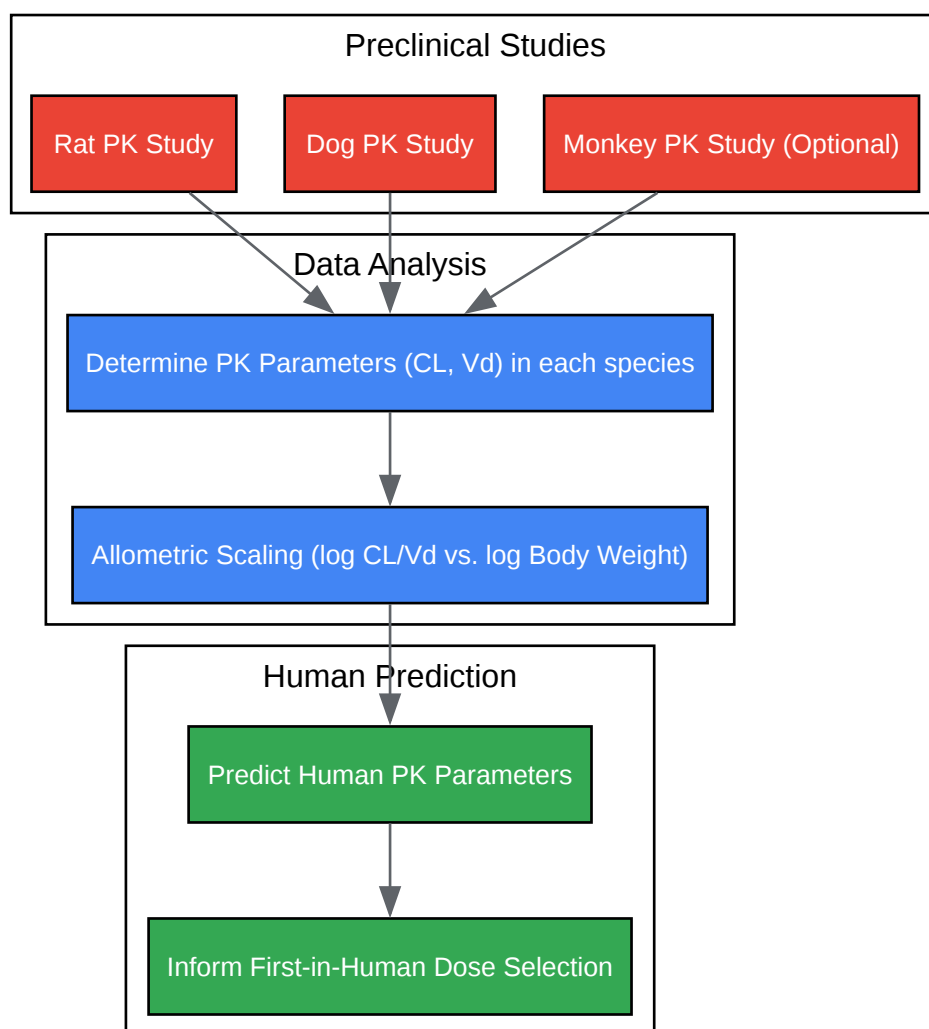 Preclinical Studies
Rat PK Study
Dog PK Study
Monkey PK Study (Optional)
Data Analysis
Determine PK Parameters (CL, Vd) in each species
Allometric Scaling (log CL/Vd vs. log Body Weight)
Human Prediction
Predict Human PK Parameters
Inform First-in-Human Dose Selection